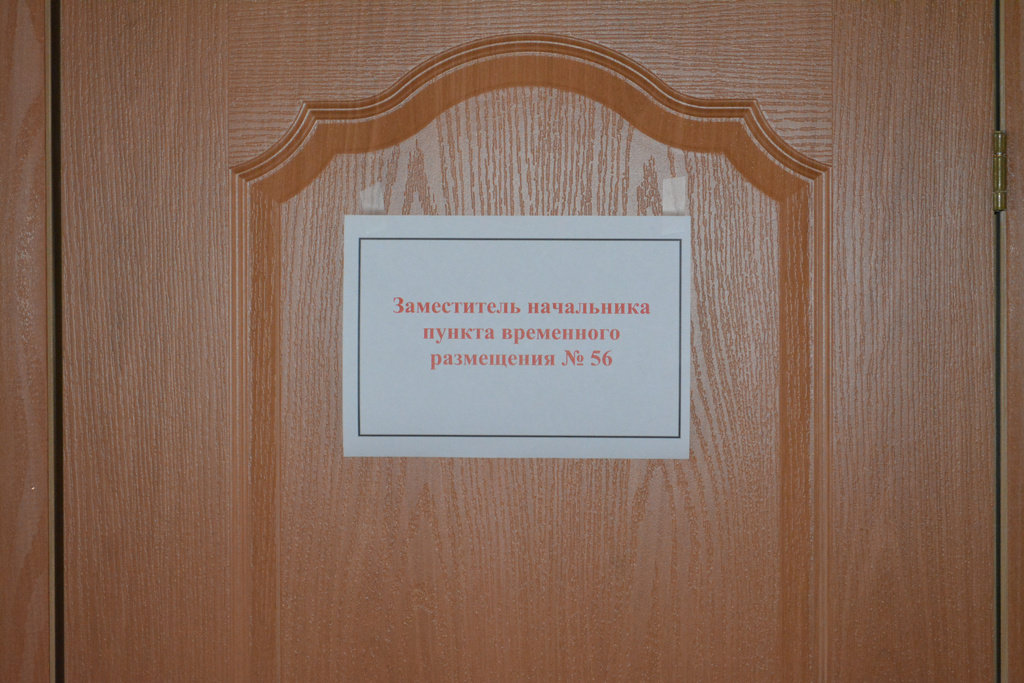 Заместитель начальника
пункта временного
размещения № 56